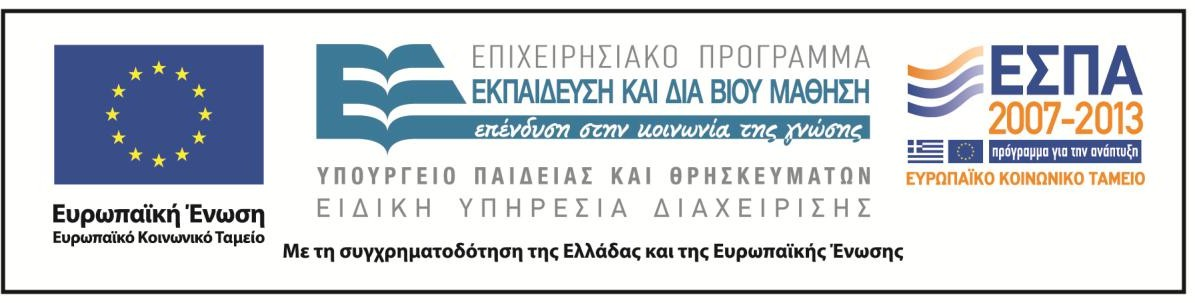 Ευρωπαϊκή Ένωση
Ευρωπαϊκό Κοινωνικό Ταμείο
ΕΠΙΧΕΙΡΗΣΙΑΚΟ ΠΡΟΓΡΑΜΜΑ
ΕΚΠΑΙΔΕΥΣΗ ΚΑΙ ΔΙΑ ΒΙΟΥ ΜΑΘΗΣΗ
επένδυση στην κοινωνία της γνώσης
ΥΠΟΥΡΓΕΙΟ ΠΑΙΔΕΙΑΣ ΚΑΙ ΘΡΗΣΚΕΥΜΑΤΩΝ
ΕΙΔΙΚΗ ΥΠΗΡΕΣΙΑ ΔΙΑΧΕΙΡΙΣΗΣ
ΕΣΠΑ
2007-2013
πρόγραμμα για την ανάπτυξη
ΕΥΡΩΠΑΪΚΟ ΚΟΙΝΩΝΙΚΟ ΤΑΜΕΙΟ
Με τη συγχρηματοδότηση της Ελλάδας και της Ευρωπαϊκής Ένωσης